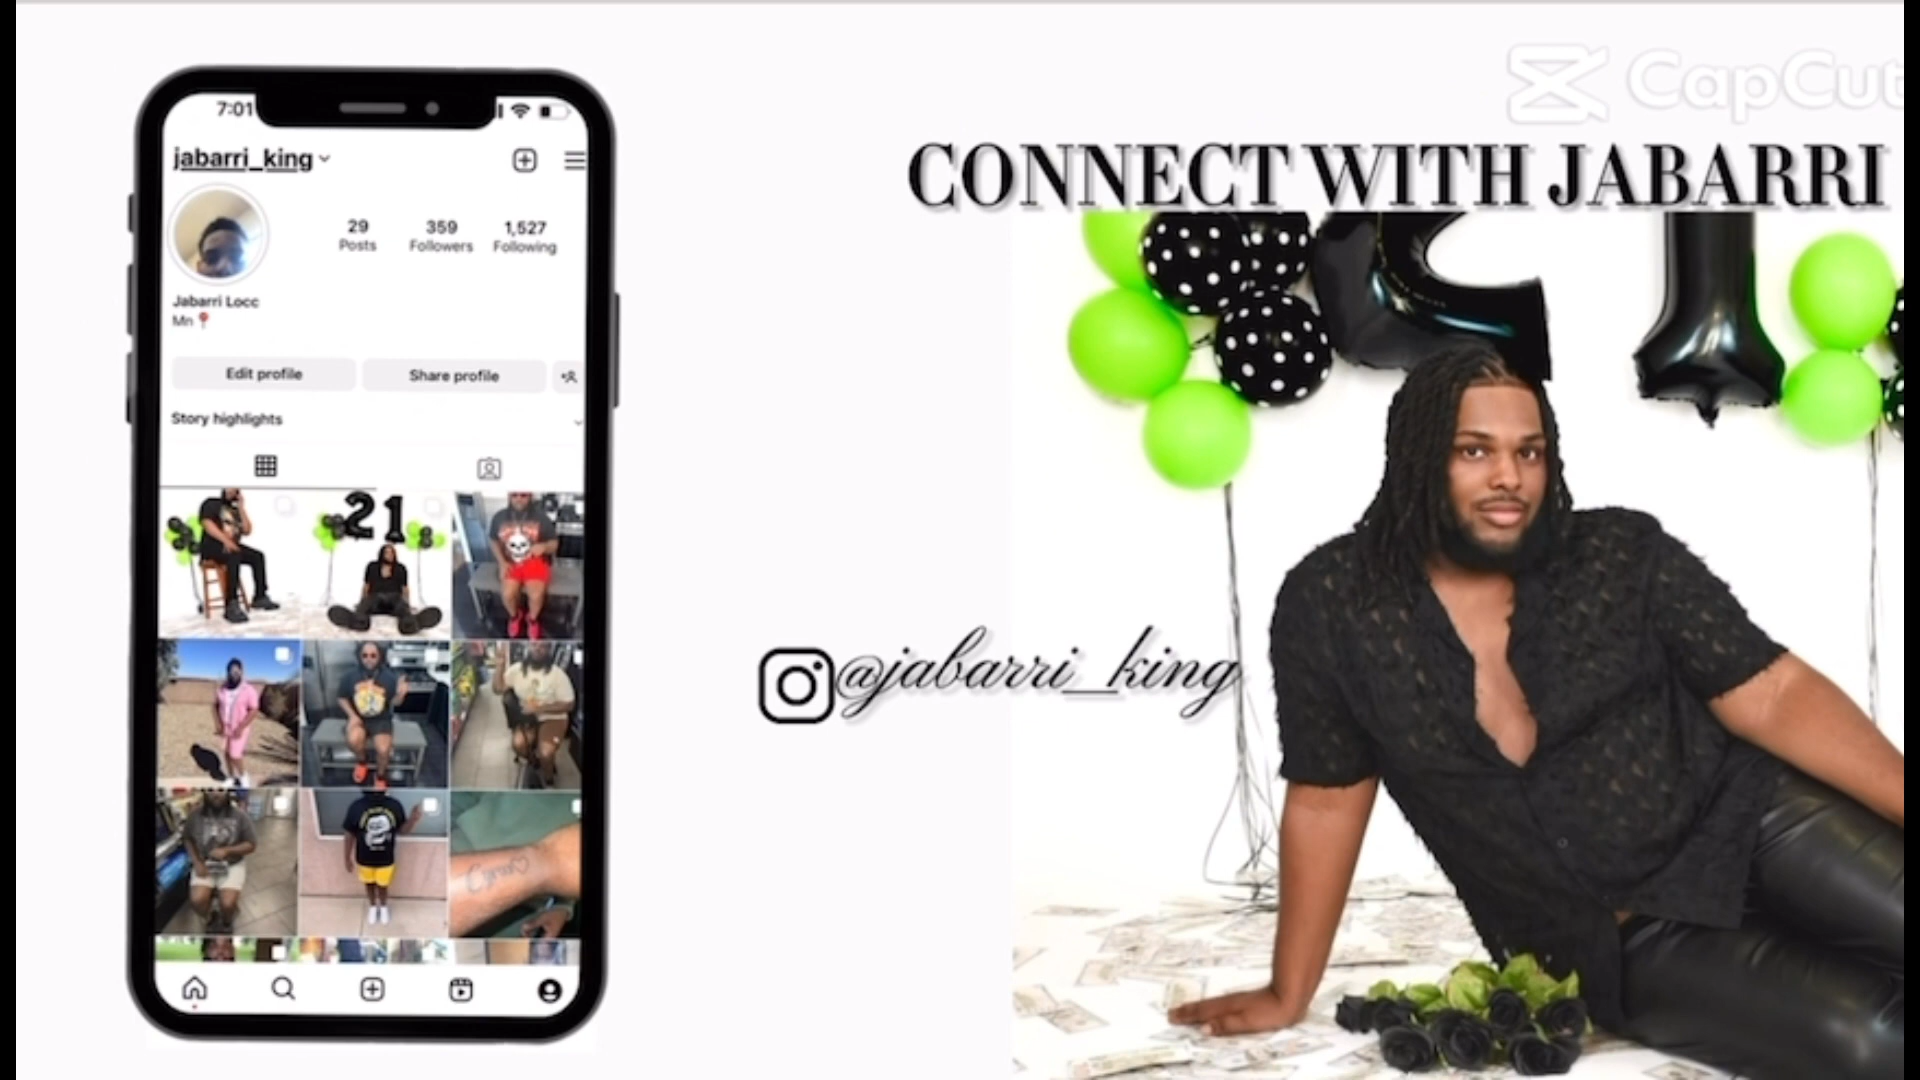 7:01
jabarri_king
29 359 1,527
Posts Followers Following
Jabarri Locc
Mn
Edit profile Share profile
Story highlights
21
CapCut
CONNECT WITH JABARRI
21
@jabarri_king